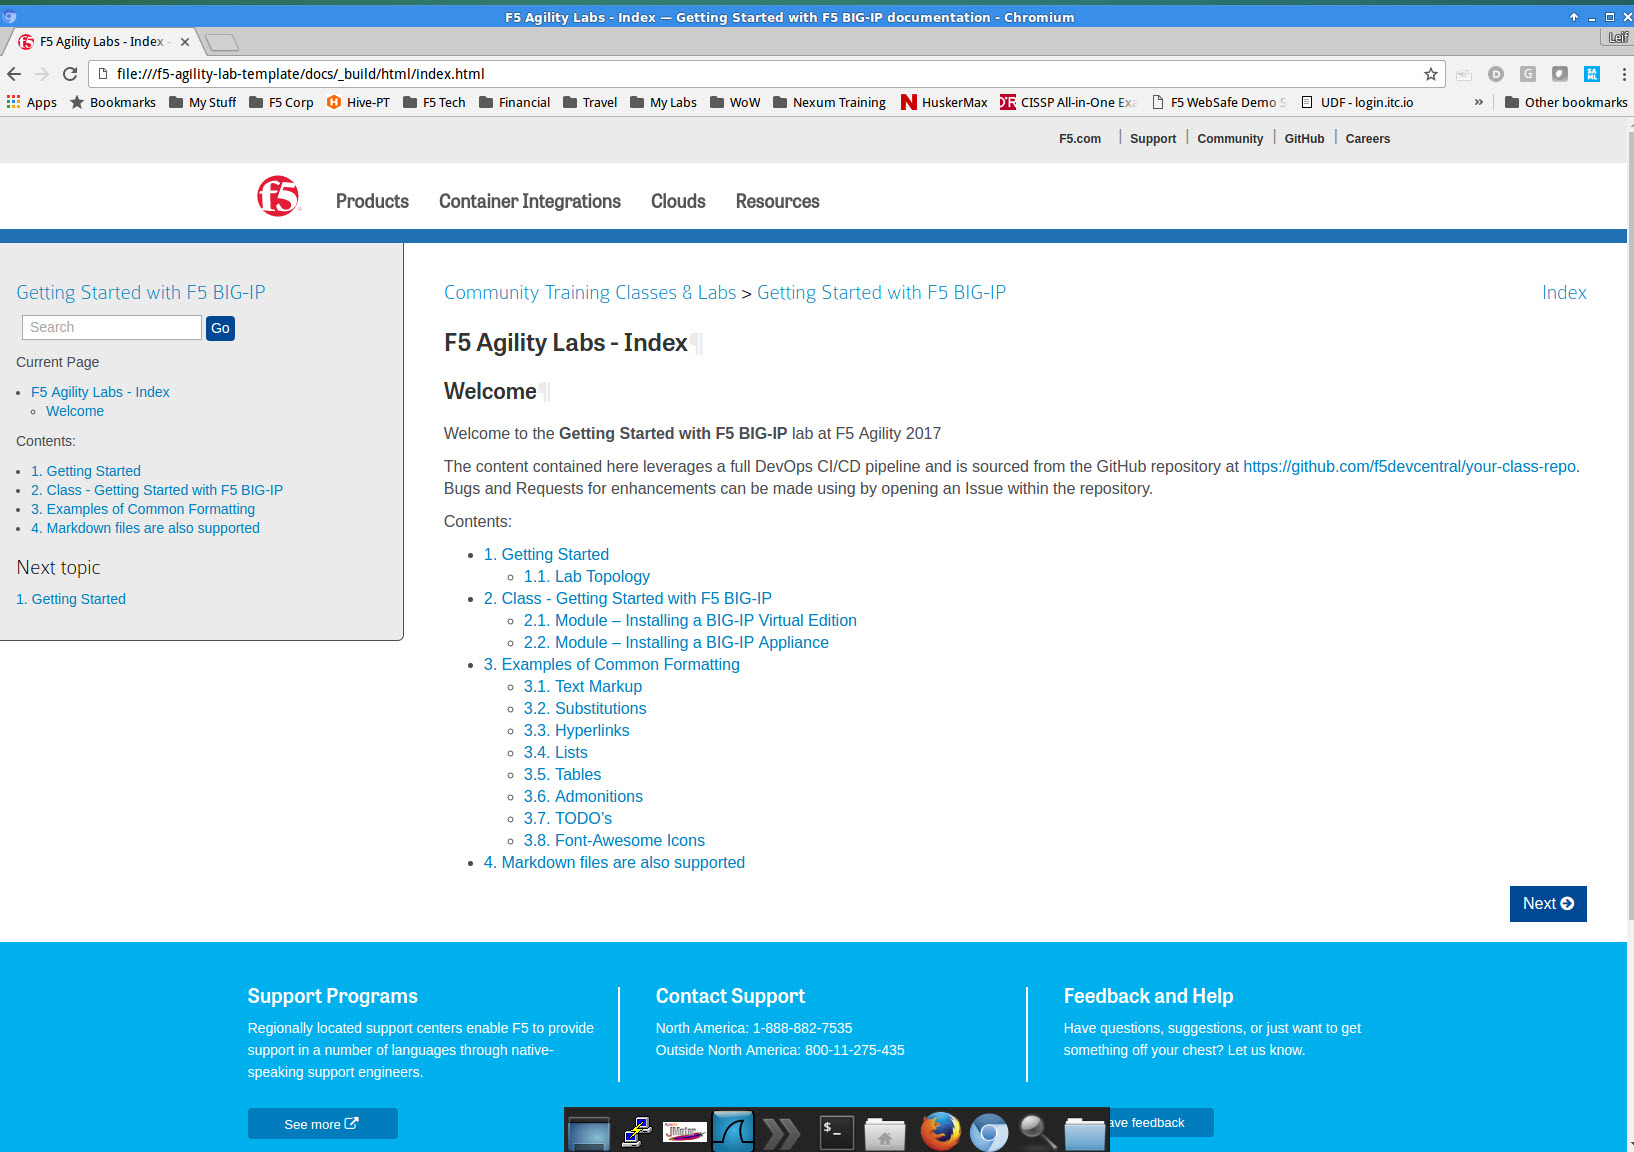 F5 Agility Labs - Index — Getting Started with F5 BIG-IP documentation - Chromium
F5 Agility Labs - Index -
Leif
file:///f5-agility-lab-template/docs/_build/html/index.html
Apps Bookmarks My Stuff F5 Corp Hive-PT F5 Tech Financial Travel My Labs WoW Nexum Training HuskerMax CISSP All-in-One Exa F5 WebSafe Demo S UDF - login.itc.io » Other bookmarks
F5.com | Support | Community | GitHub | Careers
f5 Products Container Integrations Clouds Resources
Getting Started with F5 BIG-IP
Search Go
Current Page
• F5 Agility Labs - Index
◦ Welcome
Contents:
• 1. Getting Started
• 2. Class - Getting Started with F5 BIG-IP
• 3. Examples of Common Formatting
• 4. Markdown files are also supported
Next topic
1. Getting Started
Community Training Classes & Labs > Getting Started with F5 BIG-IP Index
F5 Agility Labs - Index¶
Welcome¶
Welcome to the Getting Started with F5 BIG-IP lab at F5 Agility 2017
The content contained here leverages a full DevOps CI/CD pipeline and is sourced from the GitHub repository at https://github.com/f5devcentral/your-class-repo.
Bugs and Requests for enhancements can be made using by opening an Issue within the repository.
Contents:
• 1. Getting Started
◦ 1.1. Lab Topology
• 2. Class - Getting Started with F5 BIG-IP
◦ 2.1. Module – Installing a BIG-IP Virtual Edition
◦ 2.2. Module – Installing a BIG-IP Appliance
• 3. Examples of Common Formatting
◦ 3.1. Text Markup
◦ 3.2. Substitutions
◦ 3.3. Hyperlinks
◦ 3.4. Lists
◦ 3.5. Tables
◦ 3.6. Admonitions
◦ 3.7. TODO’s
◦ 3.8. Font-Awesome Icons
• 4. Markdown files are also supported
Next
Support Programs
Regionally located support centers enable F5 to provide
support in a number of languages through native-
speaking support engineers.
See more
Contact Support
North America: 1-888-882-7535
Outside North America: 800-11-275-435
Feedback and Help
Have questions, suggestions, or just want to get
something off your chest? Let us know.
ave feedback
JMeter
$_